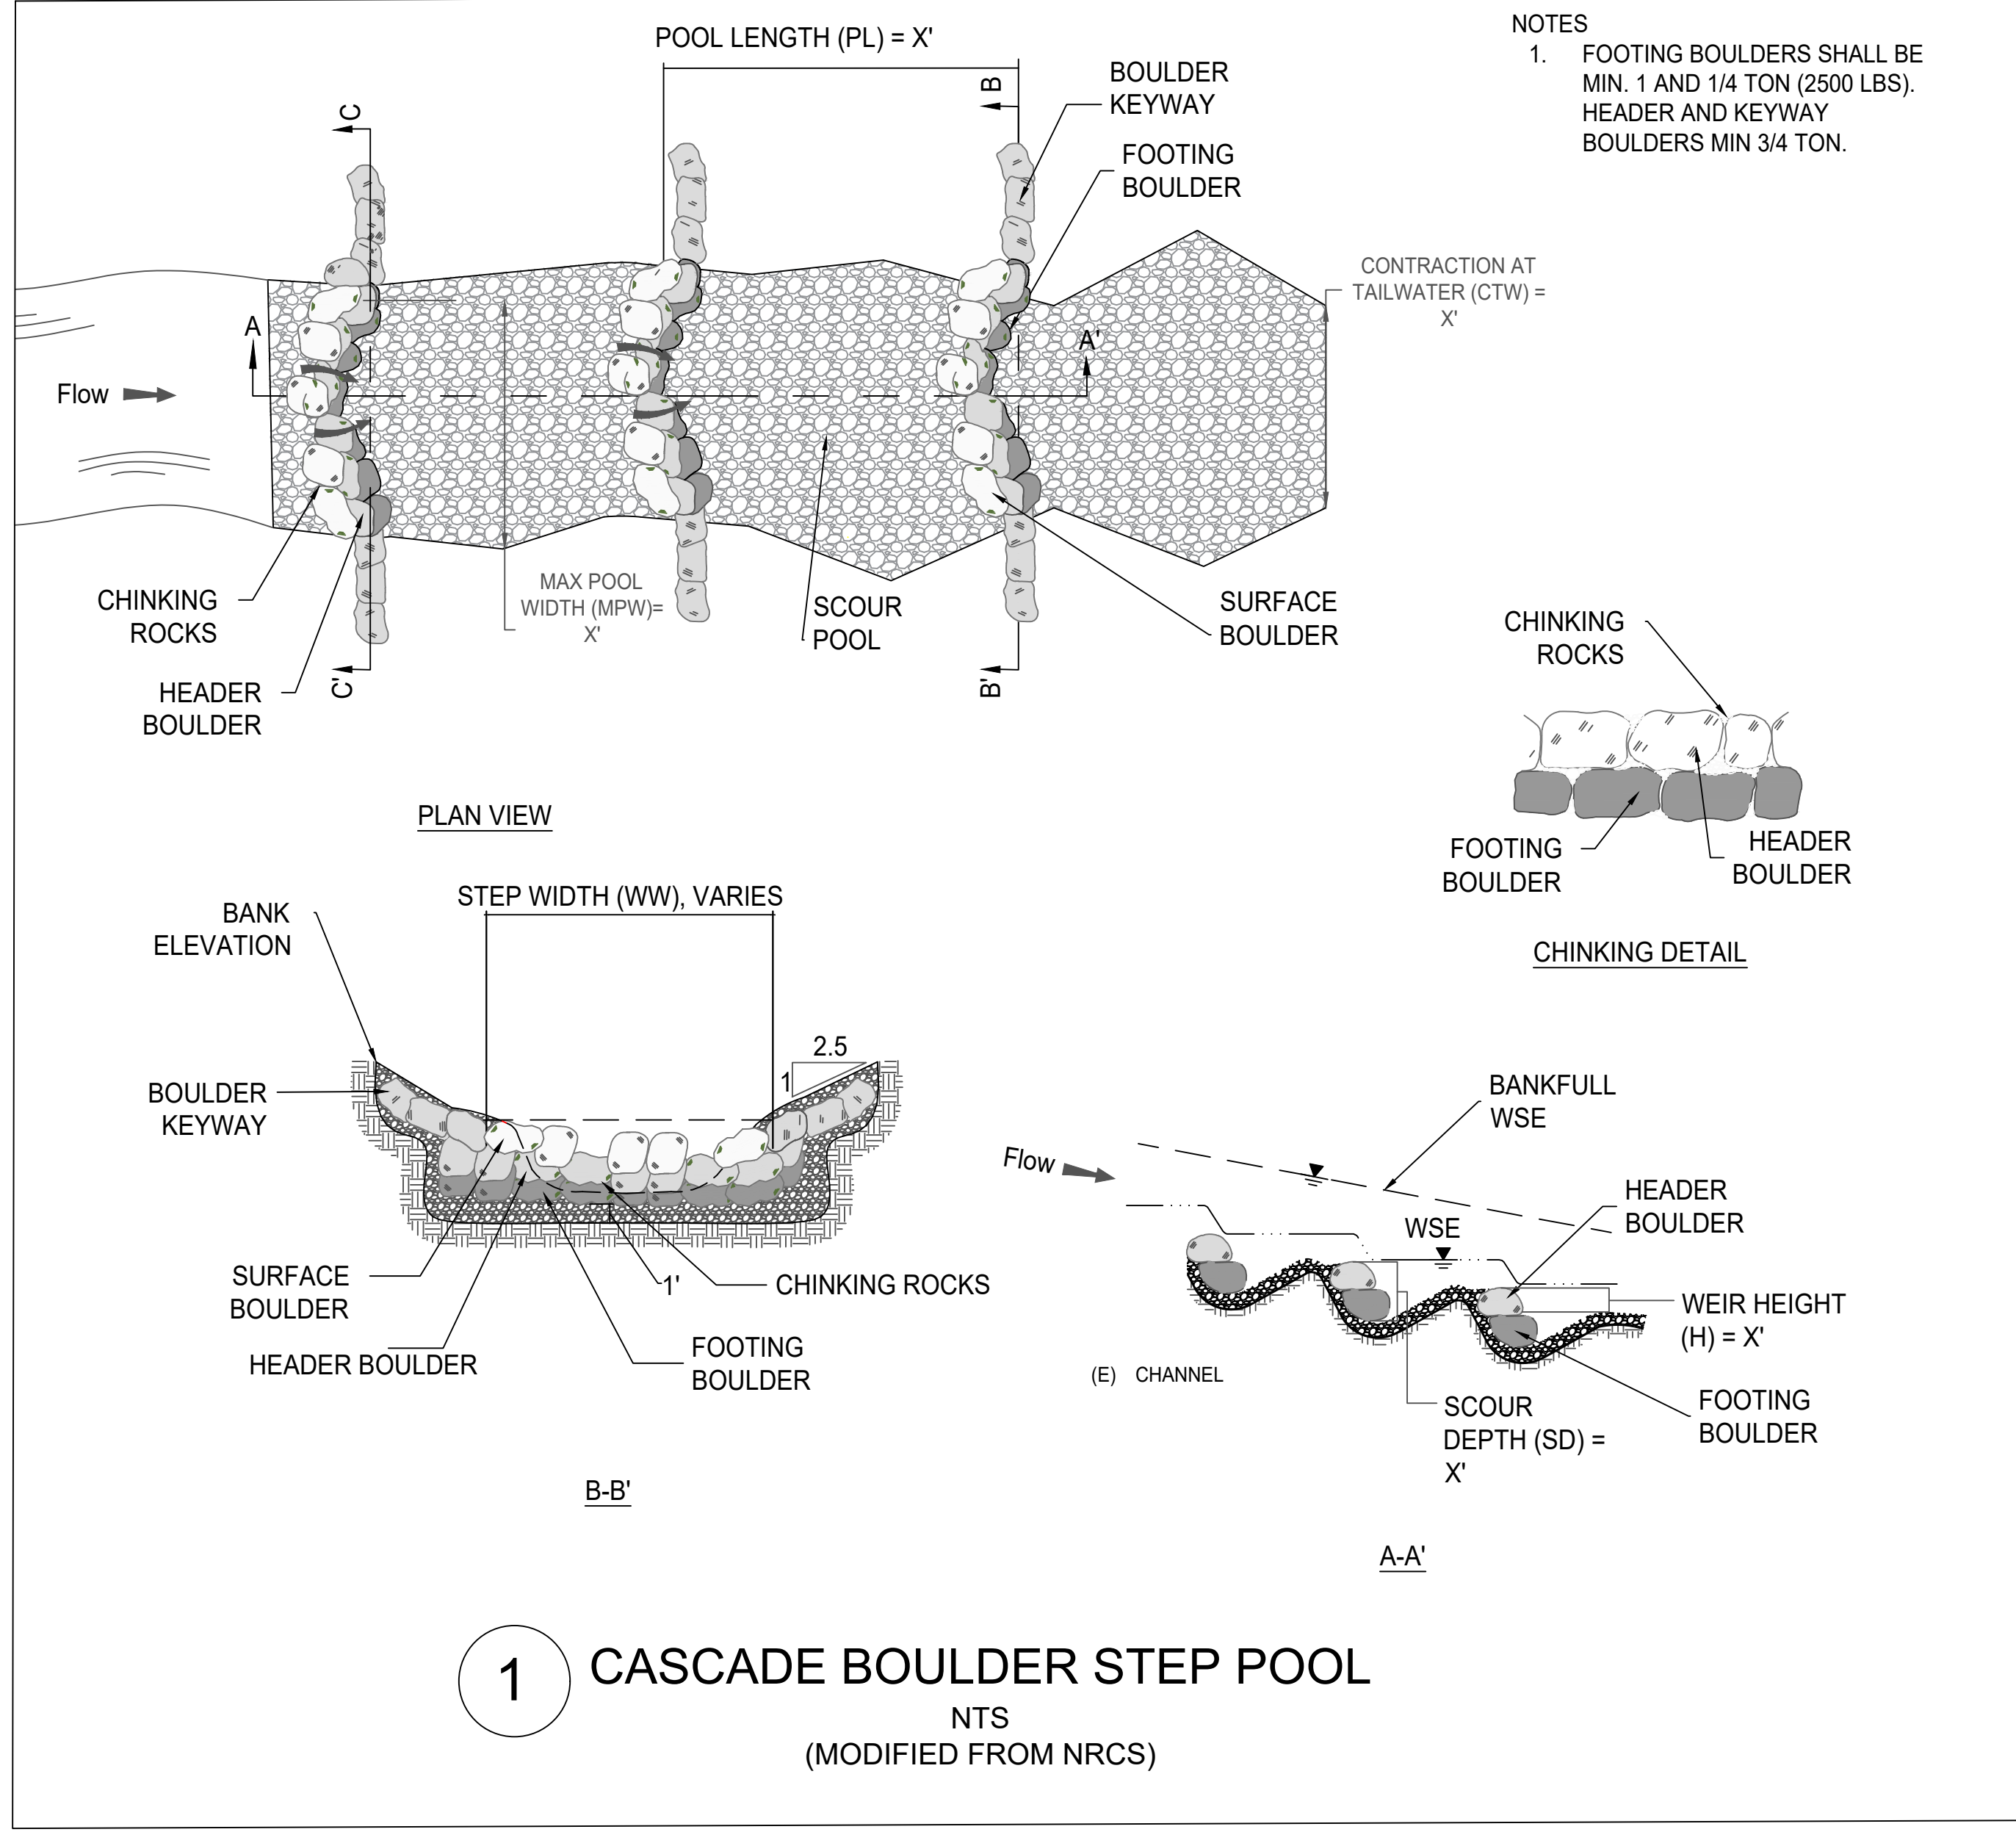 POOL LENGTH (PL) = X'
NOTES
1. FOOTING BOULDERS SHALL BE
MIN. 1 AND 1/4 TON (2500 LBS).
HEADER AND KEYWAY
BOULDERS MIN 3/4 TON.
BOULDER
KEYWAY
FOOTING
BOULDER
C
B
CONTRACTION AT
TAILWATER (CTW) =
X'
A
A'
Flow
MAX POOL
WIDTH (MPW)=
X'
CHINKING
ROCKS
HEADER
BOULDER
C'
SCOUR
POOL
B'
SURFACE
BOULDER
PLAN VIEW
CHINKING
ROCKS
FOOTING
BOULDER
HEADER
BOULDER
CHINKING DETAIL
STEP WIDTH (WW), VARIES
BANK
ELEVATION
2.5
1
BOULDER
KEYWAY
SURFACE
BOULDER
1'
CHINKING ROCKS
HEADER BOULDER
FOOTING
BOULDER
B-B'
BANKFULL
WSE
Flow
WSE
HEADER
BOULDER
WEIR HEIGHT
(H) = X'
(E) CHANNEL
SCOUR
DEPTH (SD) =
X'
FOOTING
BOULDER
A-A'
1
CASCADE BOULDER STEP POOL
NTS
(MODIFIED FROM NRCS)